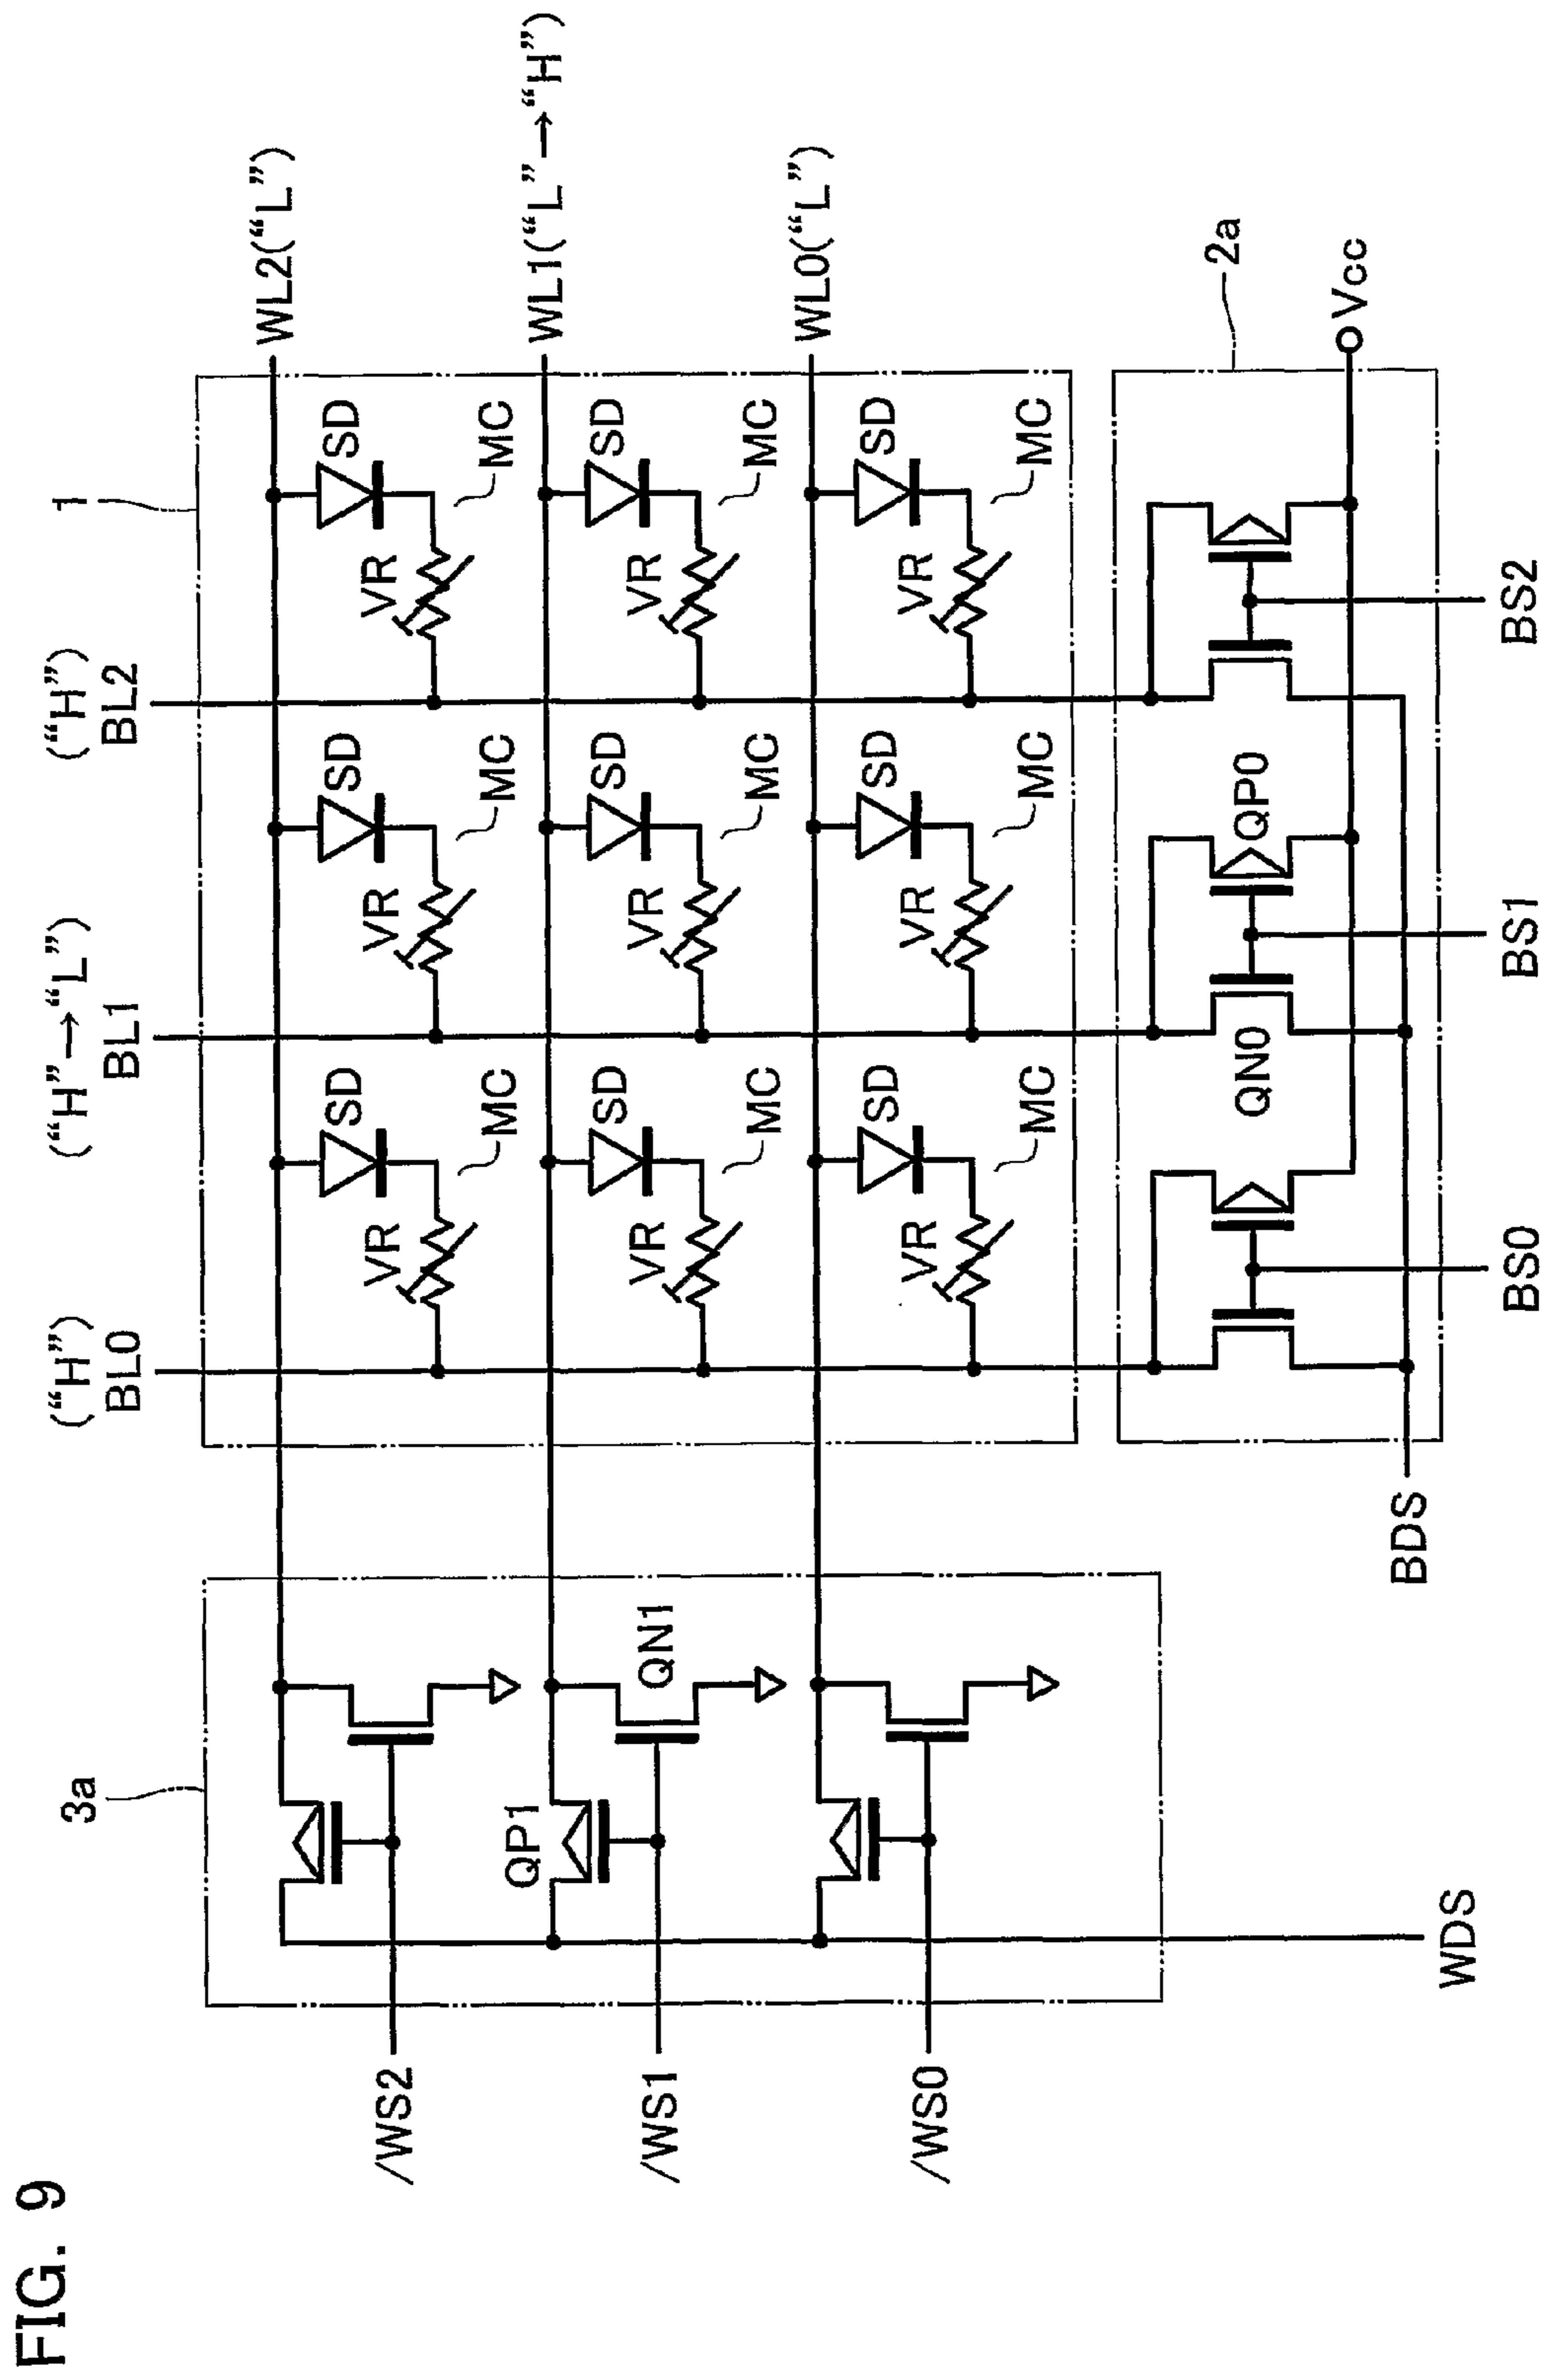 FIG. 9
3a
1
("H")
BL0
("H"→"L")
BL1
("H")
BL2
WL2("L")
SD
SD
SD
VR
VR
VR
MC
MC
MC
WL1("L"→"H")
SD
SD
SD
VR
VR
VR
MC
MC
MC
WL0("L")
SD
SD
SD
VR
VR
VR
MC
MC
MC
/WS2
QP1
QN1
/WS1
/WS0
WDS
2a
QN0
QP0
Vcc
BDS
BS0
BS1
BS2